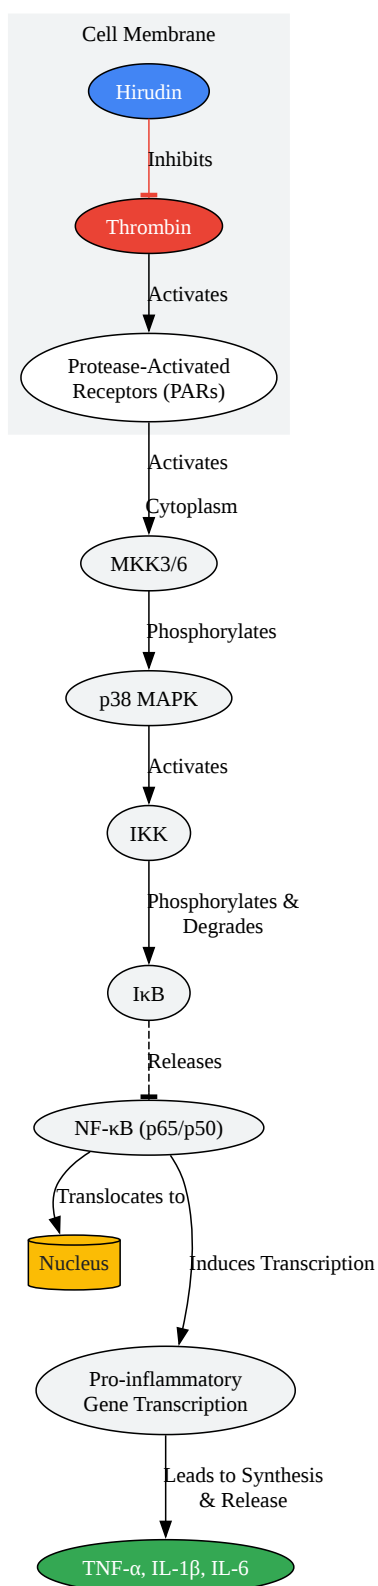 Cell Membrane
Hirudin
Inhibits
Thrombin
Activates
Protease-Activated
Receptors (PARs)
Activates
Cytoplasm
MKK3/6
Phosphorylates
p38 MAPK
Activates
IKK
Phosphorylates &
Degrades
IκB
Releases
NF-κB (p65/p50)
Translocates to
Nucleus
Induces Transcription
Pro-inflammatory
Gene Transcription
Leads to Synthesis
& Release
TNF-α, IL-1β, IL-6